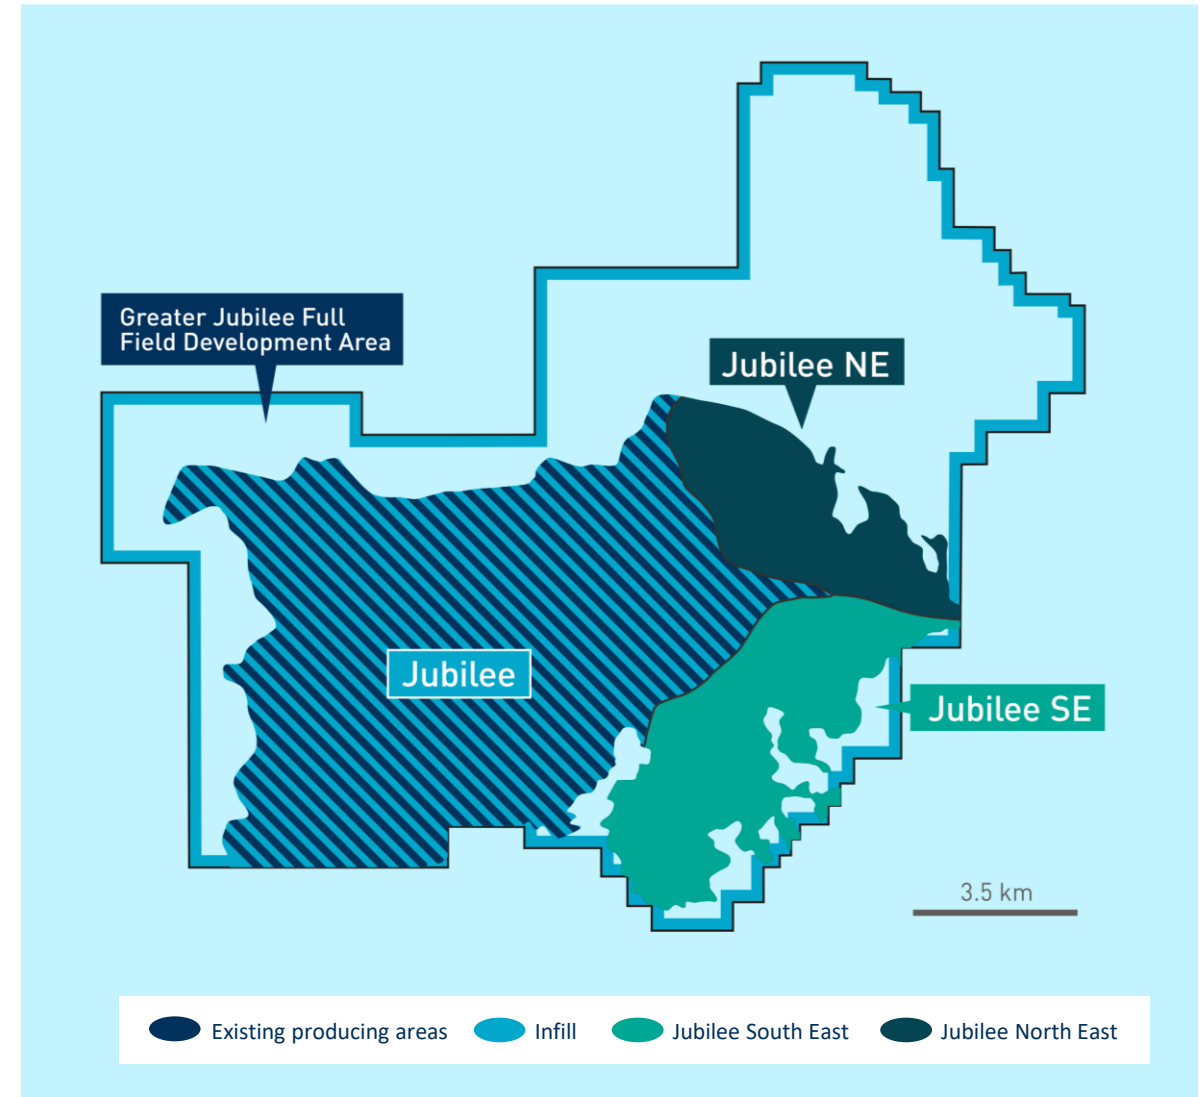 Greater Jubilee Full
Field Development Area
Jubilee NE
Jubilee
Jubilee SE
3.5 km
Existing producing areas
Infill
Jubilee South East
Jubilee North East